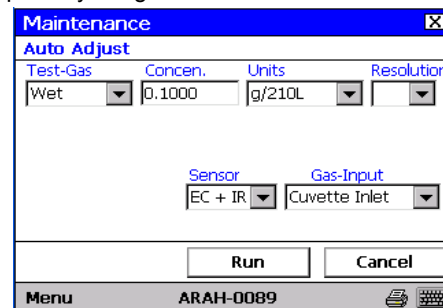 Maintenance X
Auto Adjust
Test-Gas Concen. Units Resolution
Wet 0.1000 g/210L
Sensor Gas-Input
EC + IR Cuvette Inlet
Run Cancel
Menu ARAH-0089